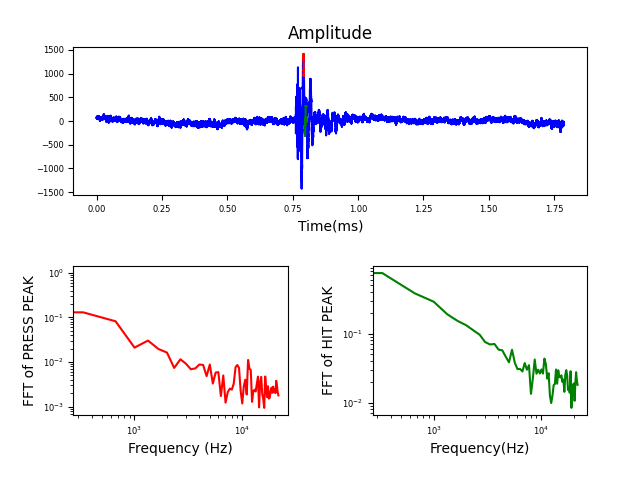 Amplitude
1500
1000
500
0
−500
−1000
−1500
0.00 0.25 0.50 0.75 1.00 1.25 1.50 1.75
Time(ms)
FFT of PRESS PEAK
10⁰
10⁻¹
10⁻²
10⁻³
10³ 10⁴
Frequency (Hz)
FFT of HIT PEAK
10⁻¹
10⁻²
10³ 10⁴
Frequency(Hz)